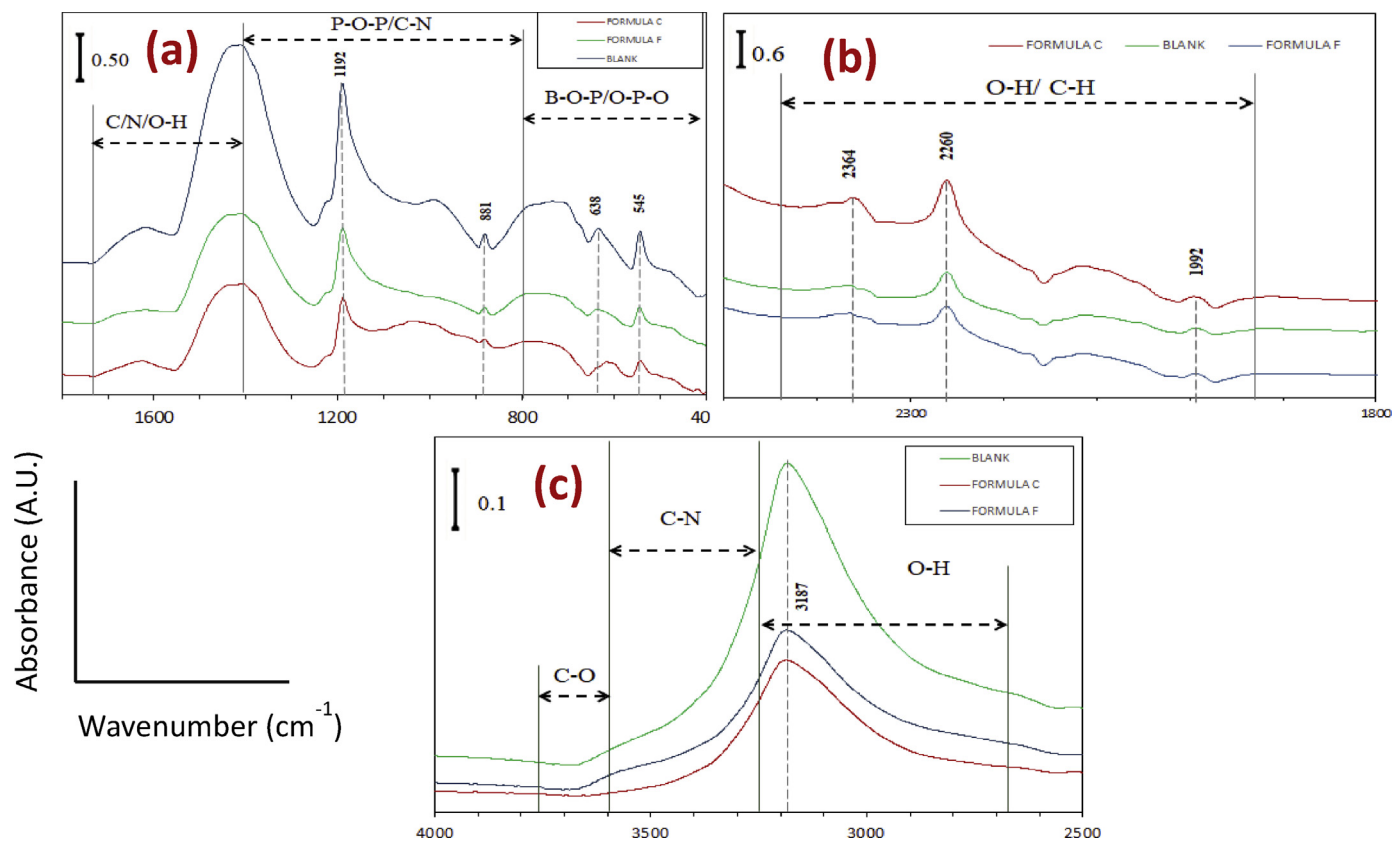 (a)
0.50
P-O-P/C-N
FORMULA C
FORMULA F
BLANK
1192
C/N/O-H
B-O-P/O-P-O
881
638
545
1600
1200
800
40
(b)
0.6
FORMULA C
BLANK
FORMULA F
O-H/ C-H
2364
2260
1992
2300
1800
(c)
0.1
BLANK
FORMULA C
FORMULA F
C-N
O-H
3187
C-O
4000
3500
3000
2500
Absorbance (A.U.)
Wavenumber (cm⁻¹)